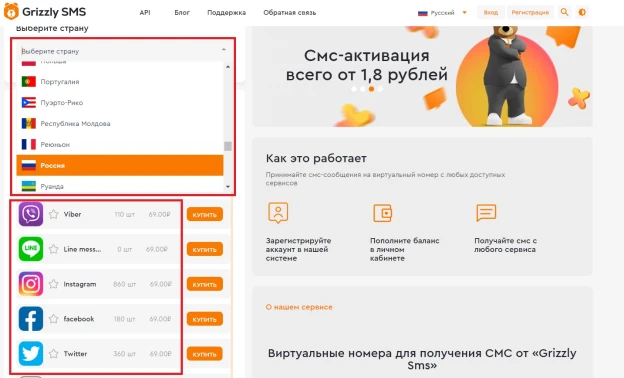 Grizzly SMS
API
Блог
Поддержка
Обратная связь
Русский
Вход
Регистрация
Выберите страну
Выберите страну
Польша
Португалия
Пуэрто-Рико
Республика Молдова
Реюньон
Россия
Руанда
Viber 110 шт 69.00₽ КУПИТЬ
LINE
Line mess... 0 шт 69.00₽ КУПИТЬ
Instagram 860 шт 69.00₽ КУПИТЬ
facebook 180 шт 69.00₽ КУПИТЬ
Twitter 360 шт 69.00₽ КУПИТЬ
Смс-активация
всего от 1,8 рублей
Как это работает
Принимайте смс-сообщения на виртуальный номер с любых доступных
сервисов
Зарегистрируйте
аккаунт в нашей
системе
Пополните баланс
в личном
кабинете
Получайте смс с
любого сервиса
О нашем сервисе
Виртуальные номера для получения СМС от «Grizzly
Sms»